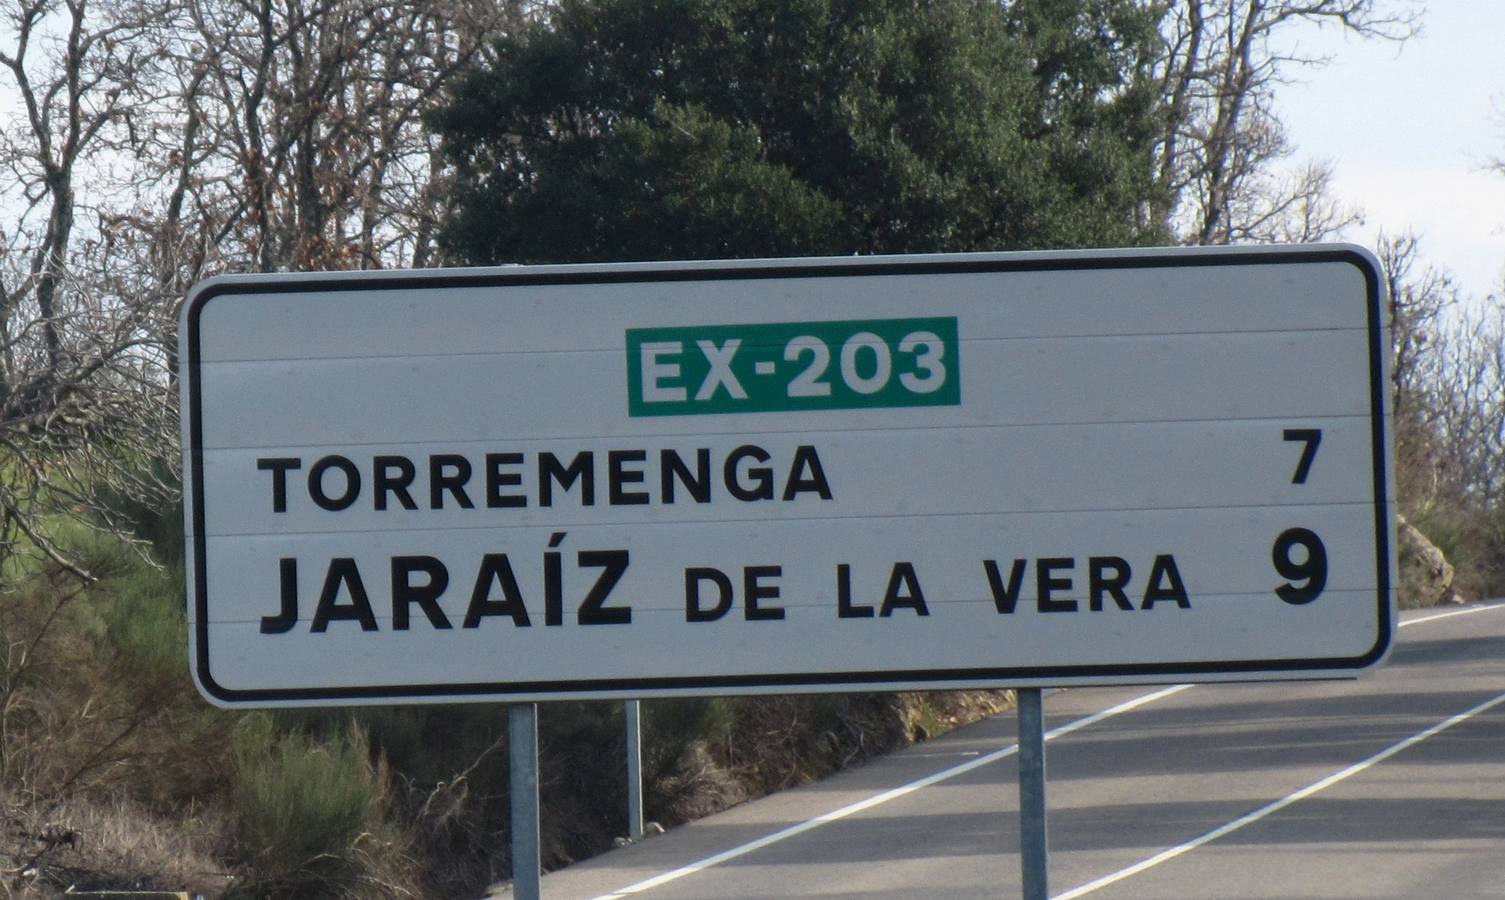 EX-203
TORREMENGA 7
JARAÍZ DE LA VERA 9